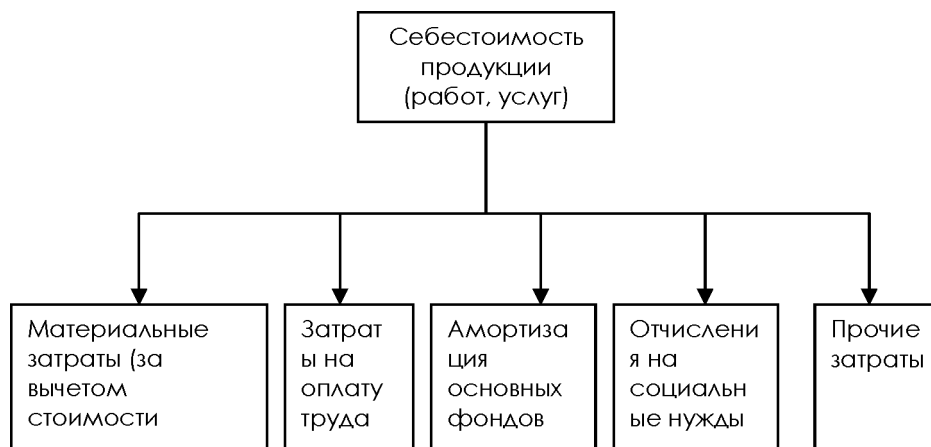 Себестоимость
продукции
(работ, услуг)
Материальные
затраты (за
вычетом
стоимости
Затрат
ы на
оплату
труда
Амортиза
ция
основных
фондов
Отчислени
я на
социальн
ые нужды
Прочие
затраты